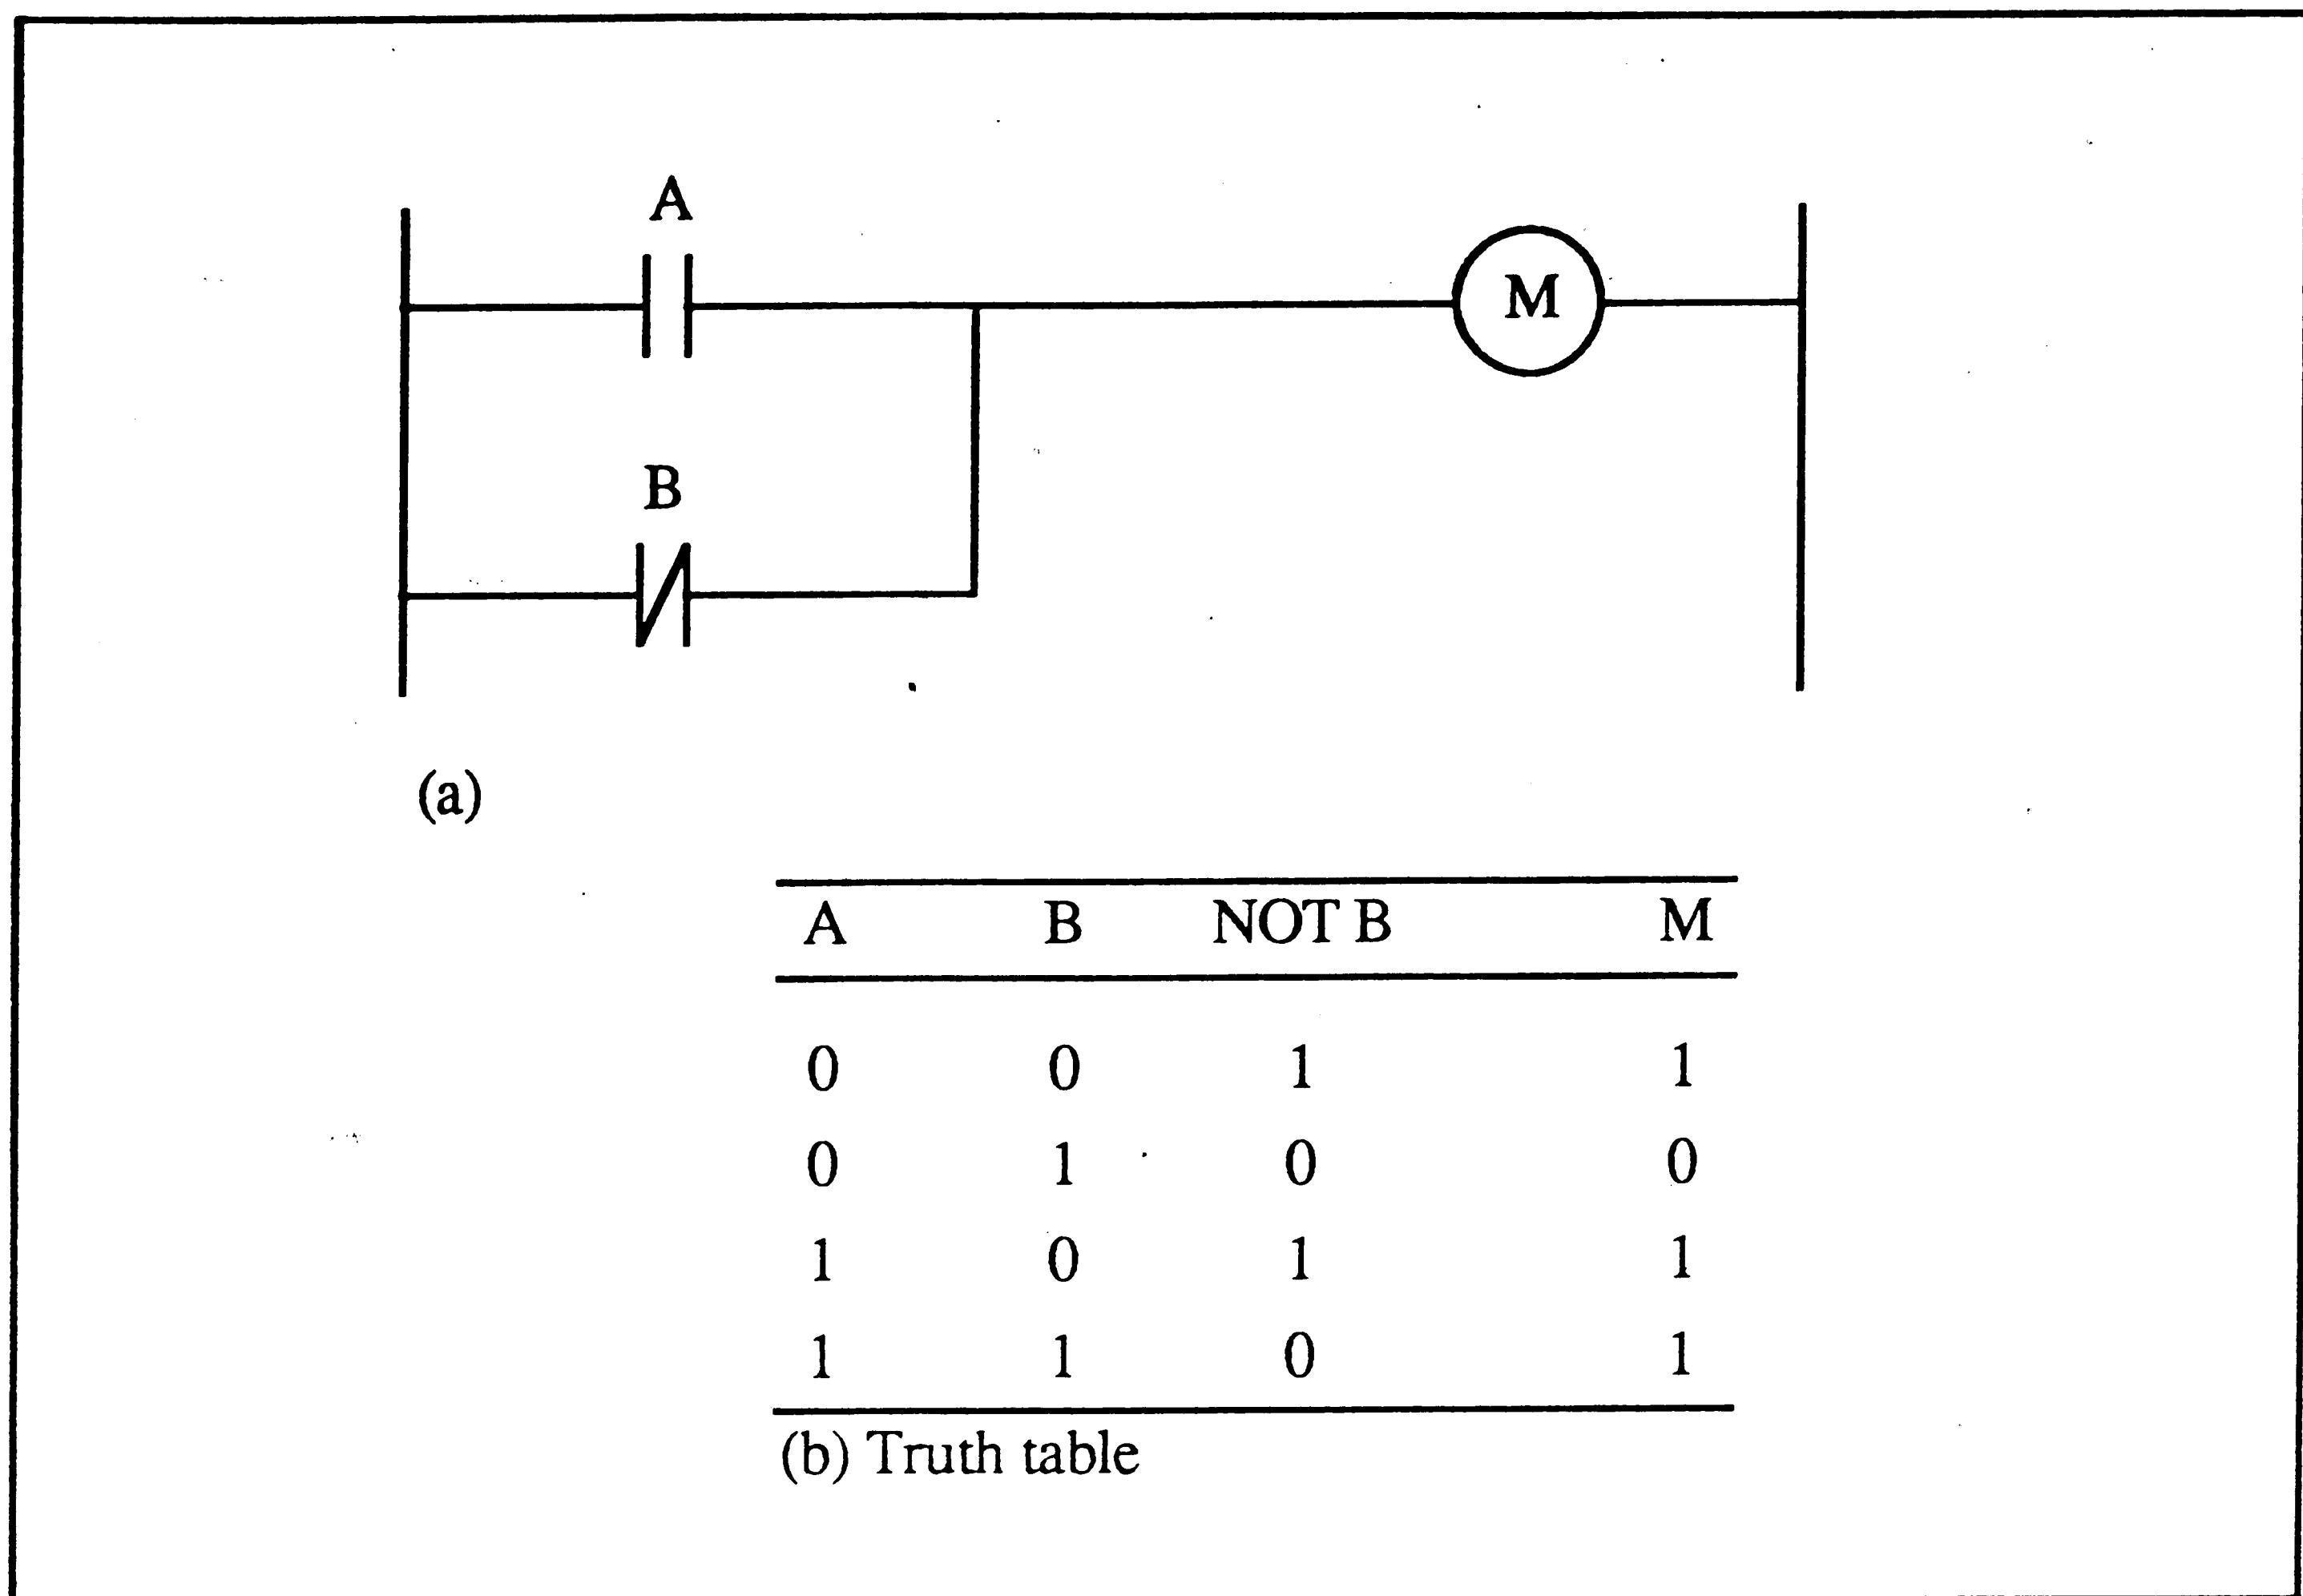 A
M
B
(a)
A B NOT B M
0 0 1 1
0 1 0 0
1 0 1 1
1 1 0 1
(b) Truth table